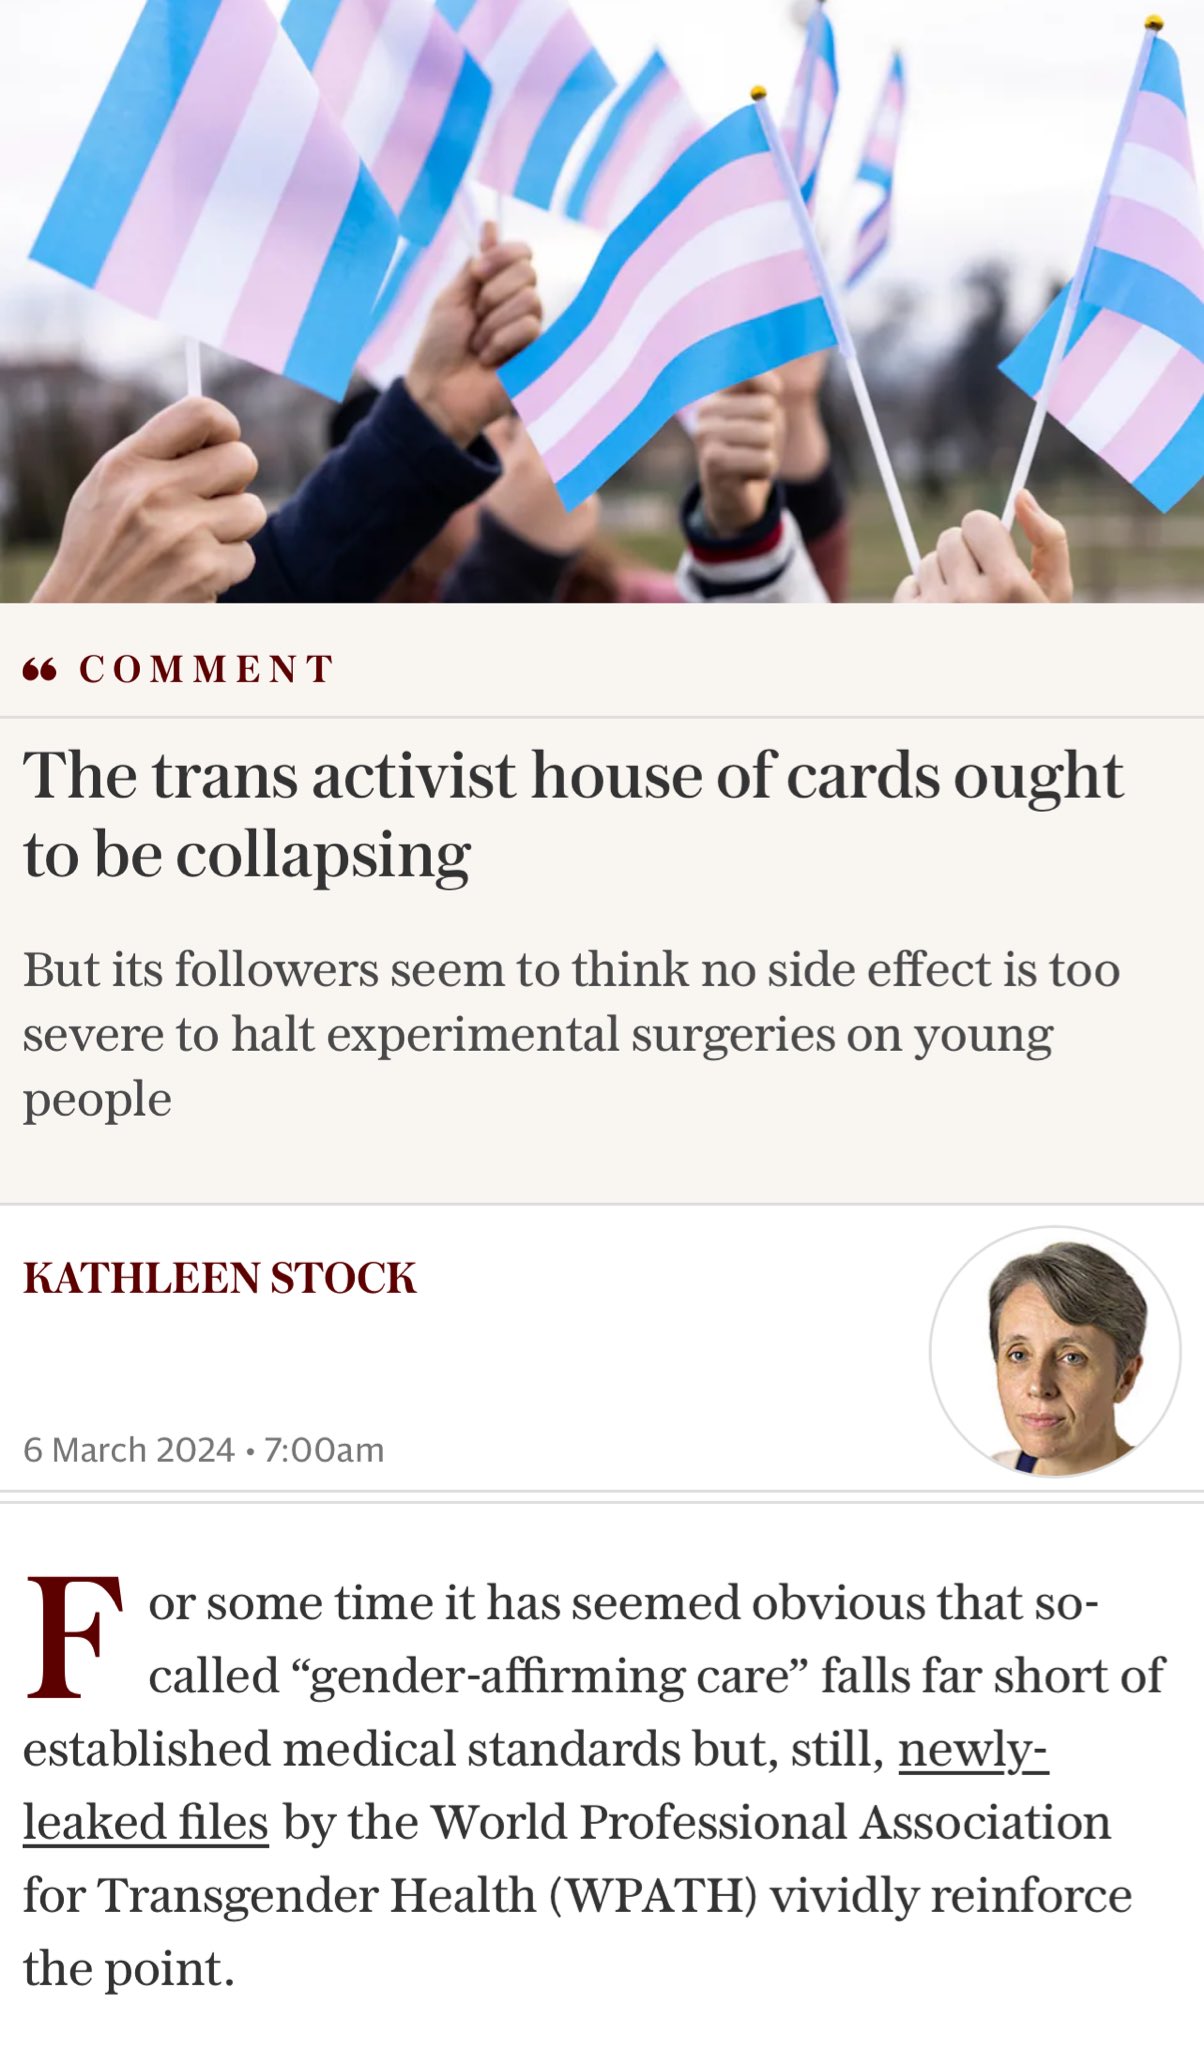 “ COMMENT
The trans activist house of cards ought
to be collapsing
But its followers seem to think no side effect is too
severe to halt experimental surgeries on young
people
KATHLEEN STOCK
6 March 2024 • 7:00am
For some time it has seemed obvious that so-
called “gender-affirming care” falls far short of
established medical standards but, still, newly-
leaked files by the World Professional Association
for Transgender Health (WPATH) vividly reinforce
the point.